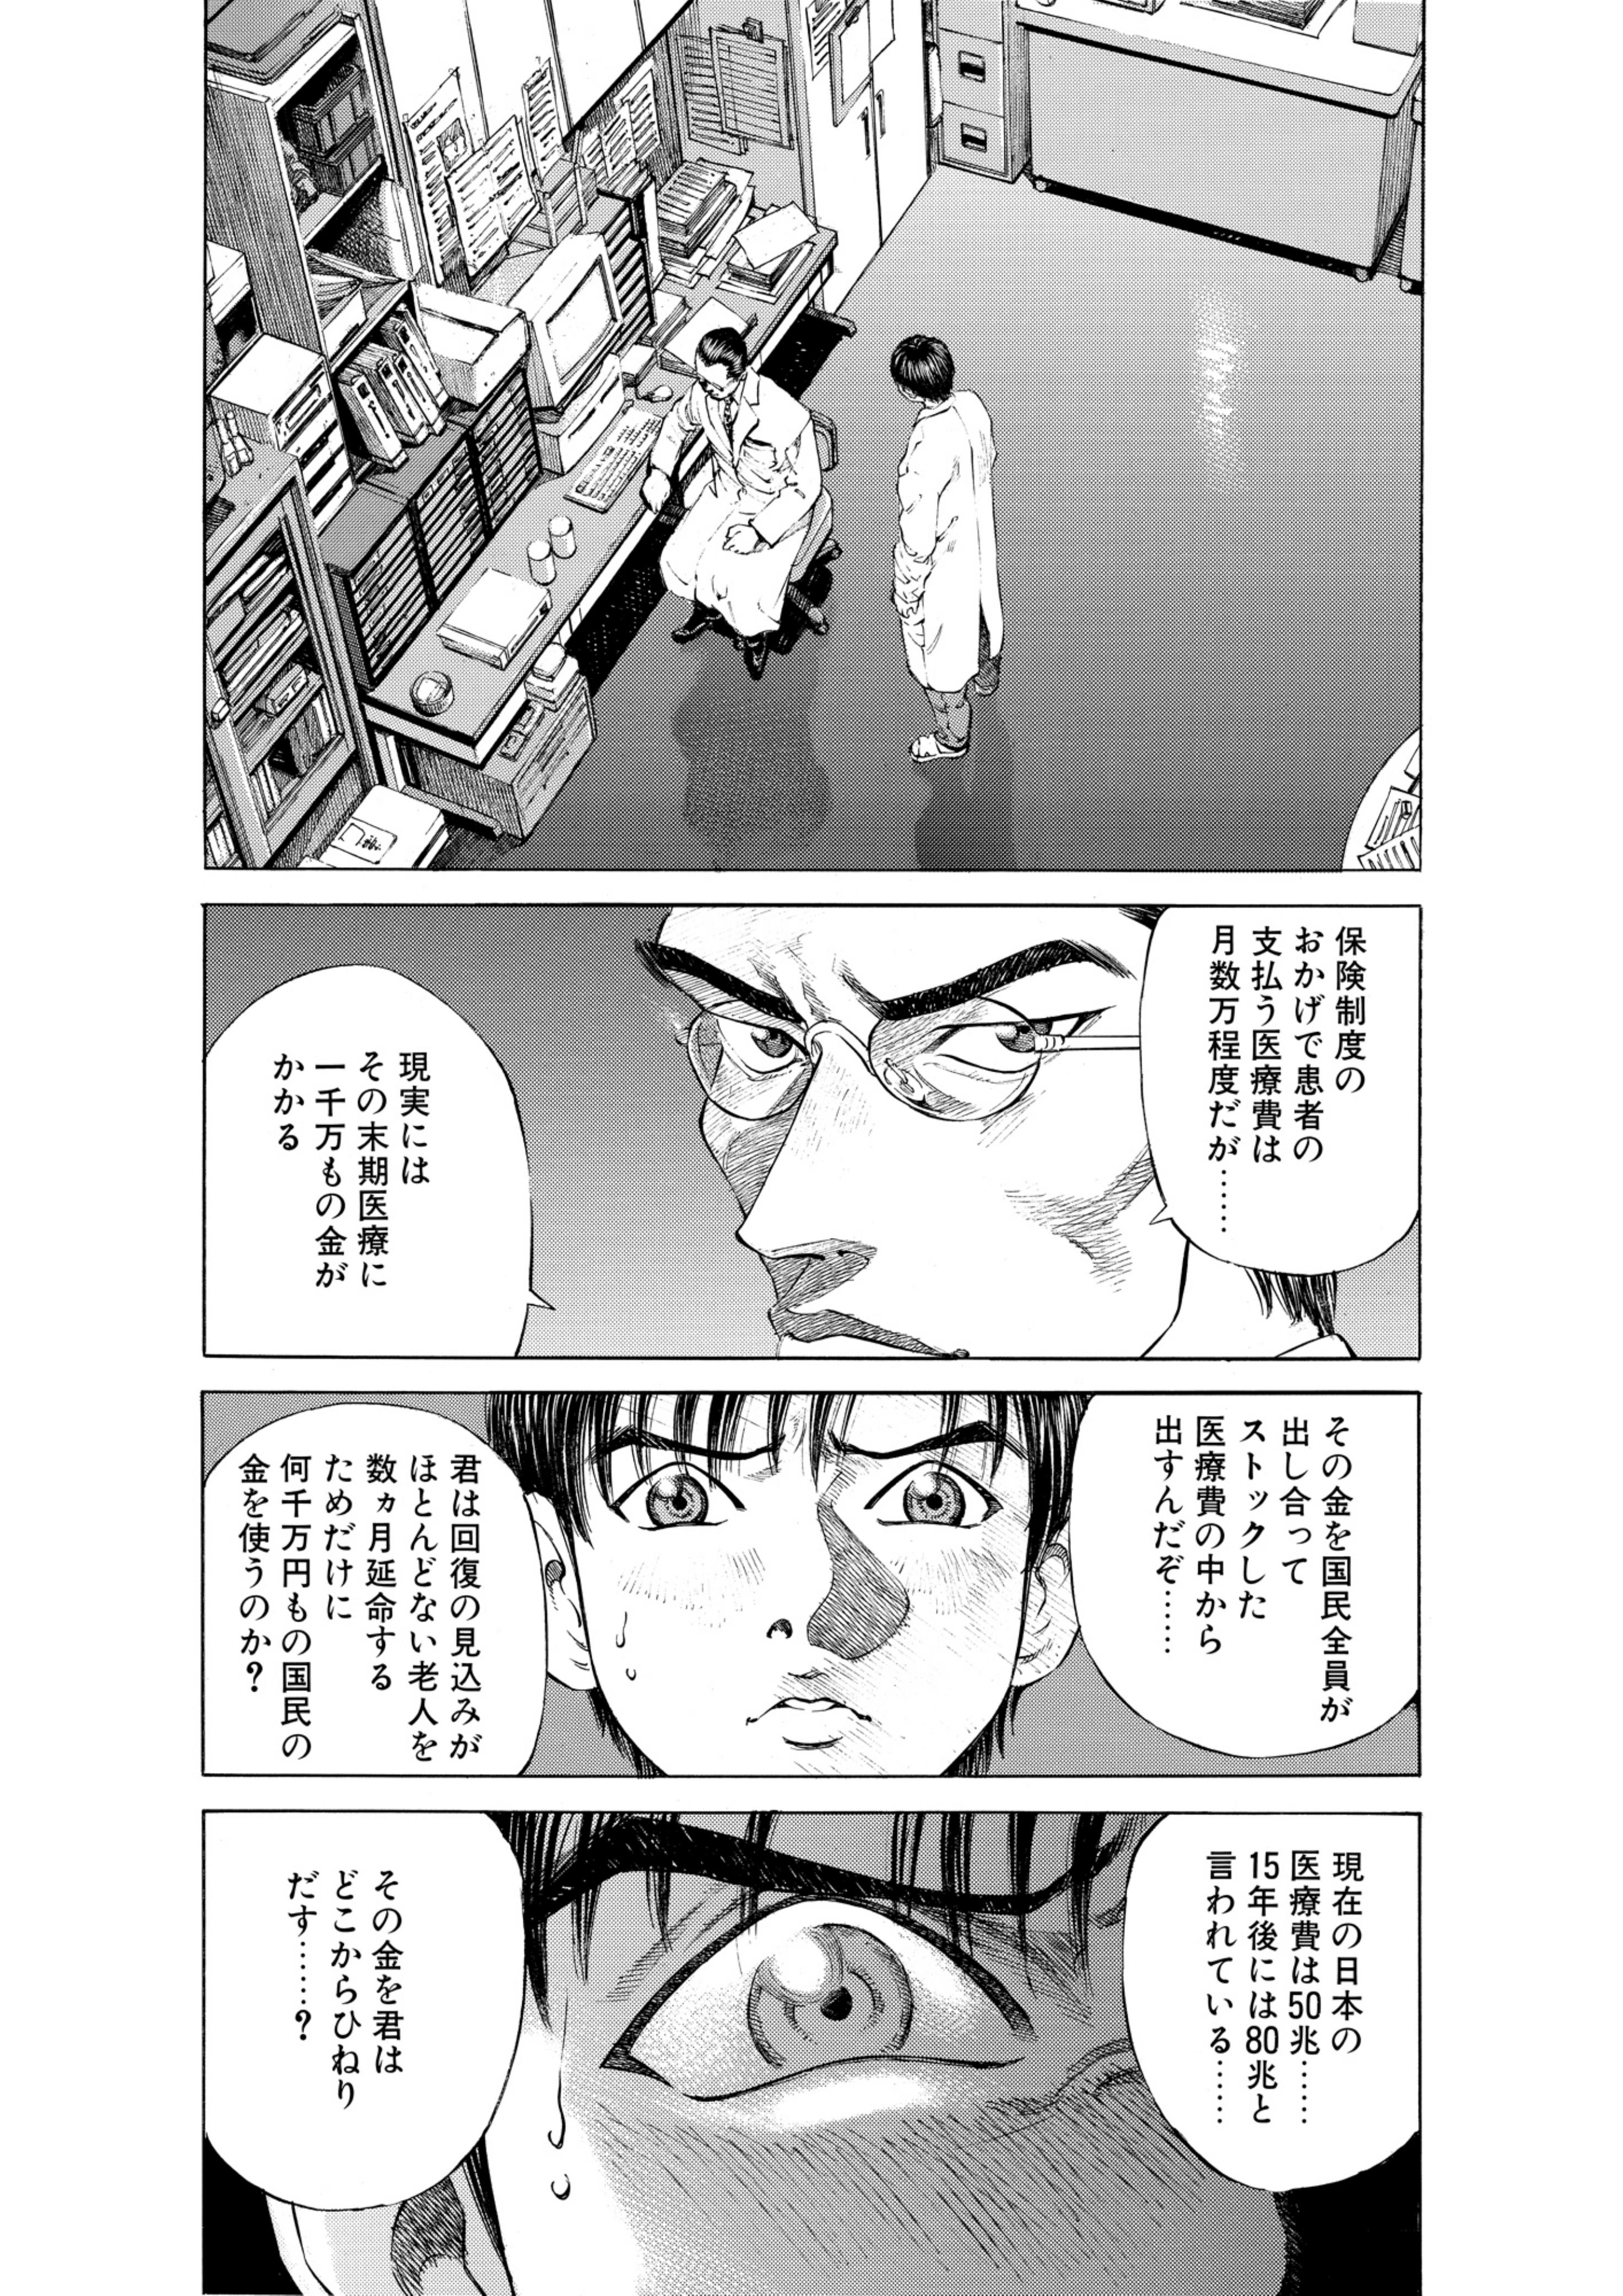 保険制度の
おかげで患者の
支払う医療費は
月数万程度だが……
現実には
その末期医療に
一千万もの金が
かかる
その金を国民全員が
出し合って
ストックした
医療費の中から
出すんだぞ……
君は回復の見込みが
ほとんどない老人を
数ヵ月延命する
ためだけに
何千万円もの国民の
金を使うのか?
現在の日本の
医療費は50兆……
15年後には80兆と
言われている……
その金を君は
どこからひねり
だす……?